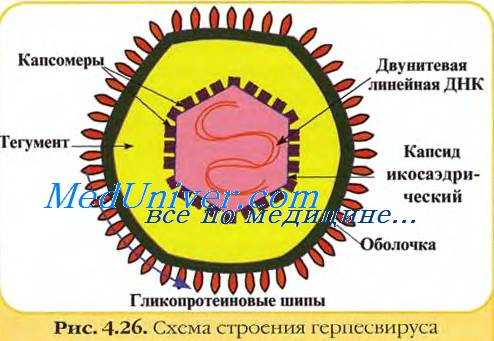 Капсомеры
Двунитевая
линейная ДНК
Тегумент
Капсид
икосаэдри-
ческий
MedUniver.com
все по медицине...
Оболочка
Гликопротеиновые шипы
Рис. 4.26. Схема строения герпесвируса